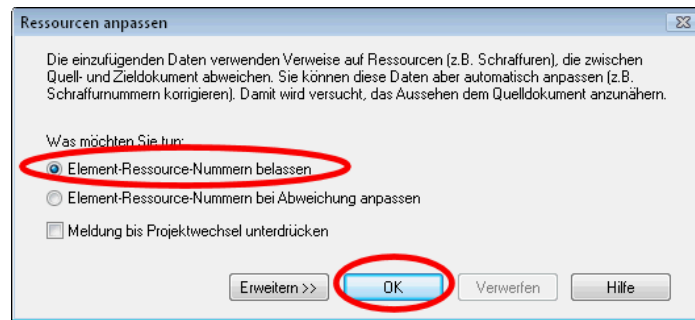 Ressourcen anpassen
Die einzufügenden Daten verwenden Verweise auf Ressourcen (z.B. Schraffuren), die zwischen
Quell- und Zieldokument abweichen. Sie können diese Daten aber automatisch anpassen (z.B.
Schraffurnummern korrigieren). Damit wird versucht, das Aussehen dem Quelldokument anzunähern.
Was möchten Sie tun:
Element-Ressource-Nummern belassen
Element-Ressource-Nummern bei Abweichung anpassen
Meldung bis Projektwechsel unterdrücken
Erweitern >> OK Verwerfen Hilfe